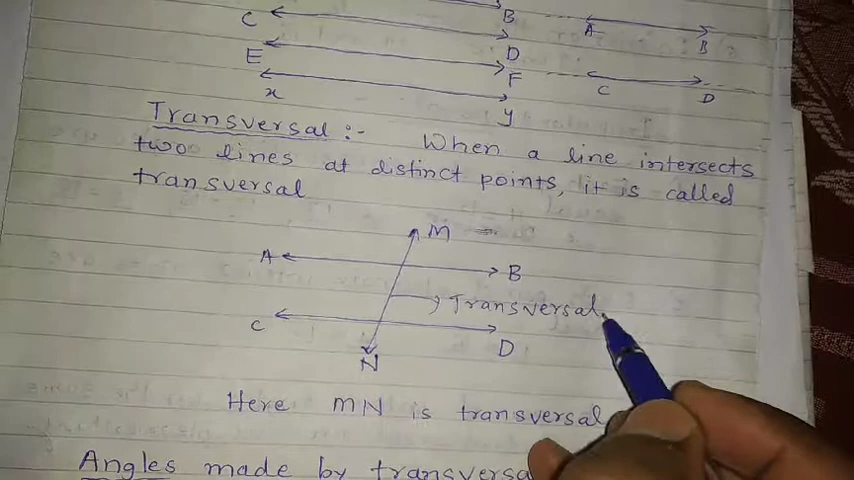 C B A B
E D
F C D
x y
Transversal :- When a line intersects
two lines at distinct points, it is called
transversal
M
A B
Transversal
C D
N
Here MN is transversal
Angles made by transversa